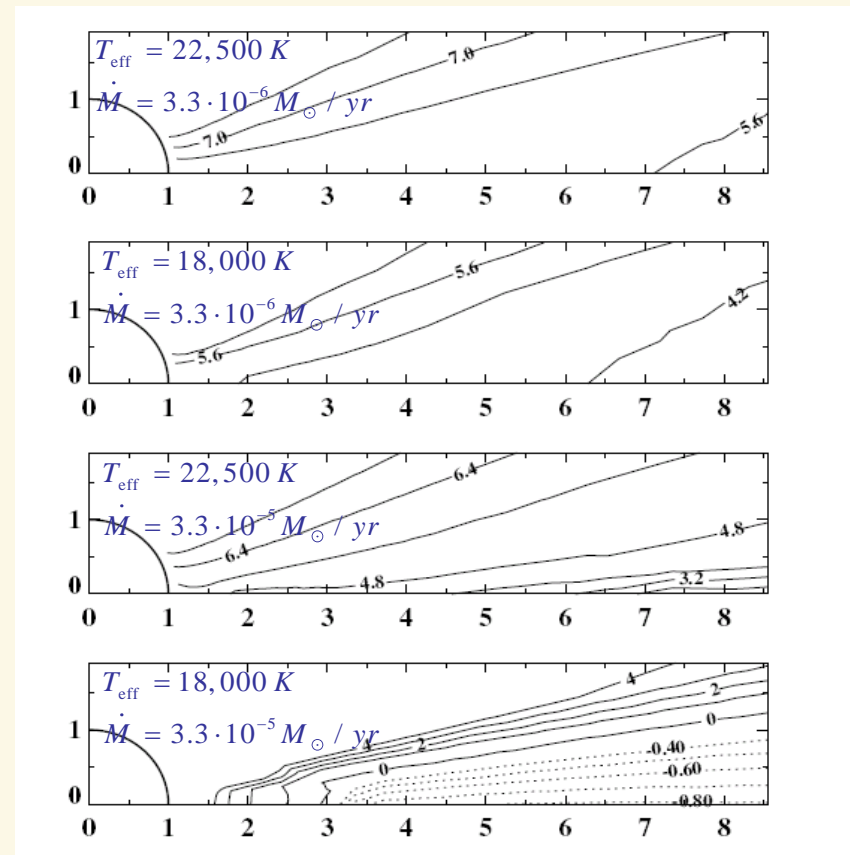 T_eff = 22,500 K
Ṁ = 3.3·10^-6 M_⊙ / yr
7.0
7.0
5.6
1
0
0 1 2 3 4 5 6 7 8
T_eff = 18,000 K
Ṁ = 3.3·10^-6 M_⊙ / yr
5.6
5.6
4.2
1
0
0 1 2 3 4 5 6 7 8
T_eff = 22,500 K
Ṁ = 3.3·10^-5 M_⊙ / yr
6.4
6.4
4.8
4.8
3.2
1
0
0 1 2 3 4 5 6 7 8
T_eff = 18,000 K
Ṁ = 3.3·10^-5 M_⊙ / yr
4
2
0
4
2
0
-0.40
-0.60
-0.80
1
0
0 1 2 3 4 5 6 7 8